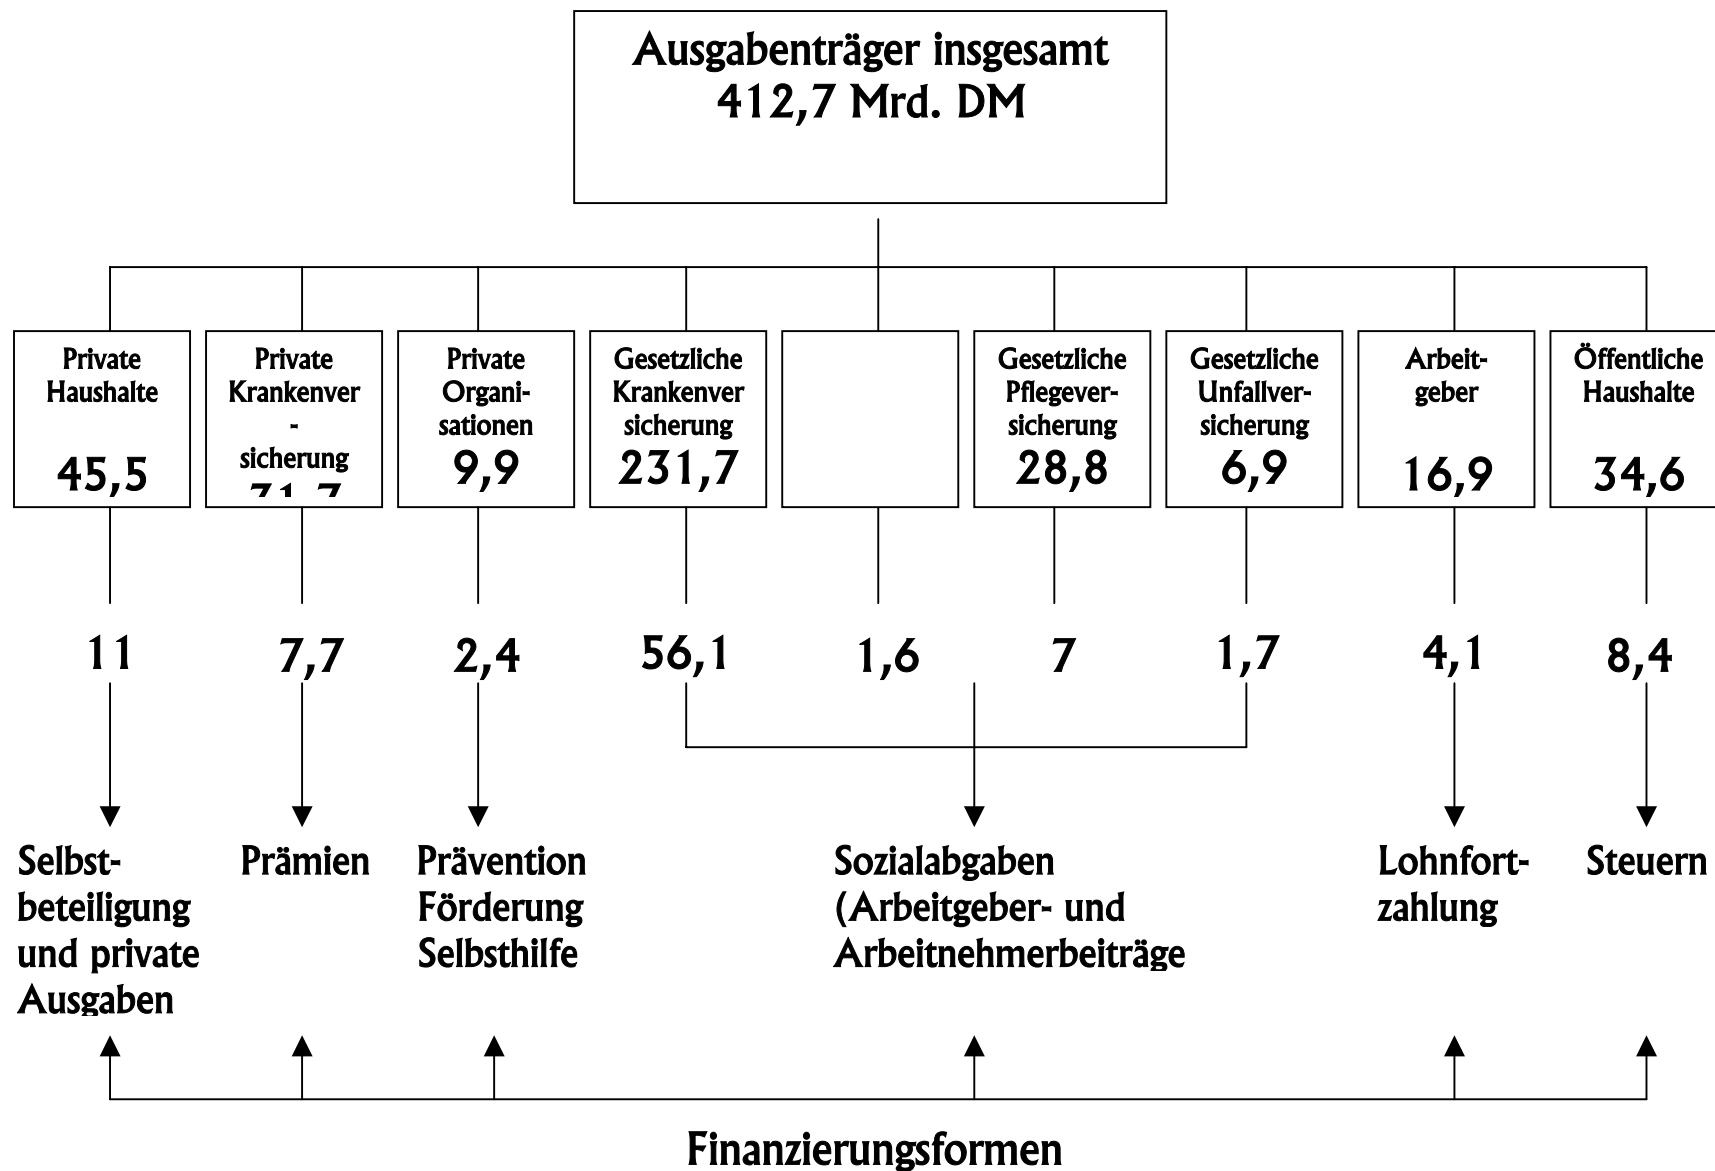 Ausgabenträger insgesamt
412,7 Mrd. DM
Private
Haushalte
45,5
Private
Krankenver
-
sicherung
Private
Organi-
sationen
9,9
Gesetzliche
Krankenver
sicherung
231,7
Gesetzliche
Pflegever-
sicherung
28,8
Gesetzliche
Unfallver-
sicherung
6,9
Arbeit-
geber
16,9
Öffentliche
Haushalte
34,6
11
7,7
2,4
56,1
1,6
7
1,7
4,1
8,4
Selbst-
beteiligung
und private
Ausgaben
Prämien
Prävention
Förderung
Selbsthilfe
Sozialabgaben
(Arbeitgeber- und
Arbeitnehmerbeiträge
Lohnfort-
zahlung
Steuern
Finanzierungsformen